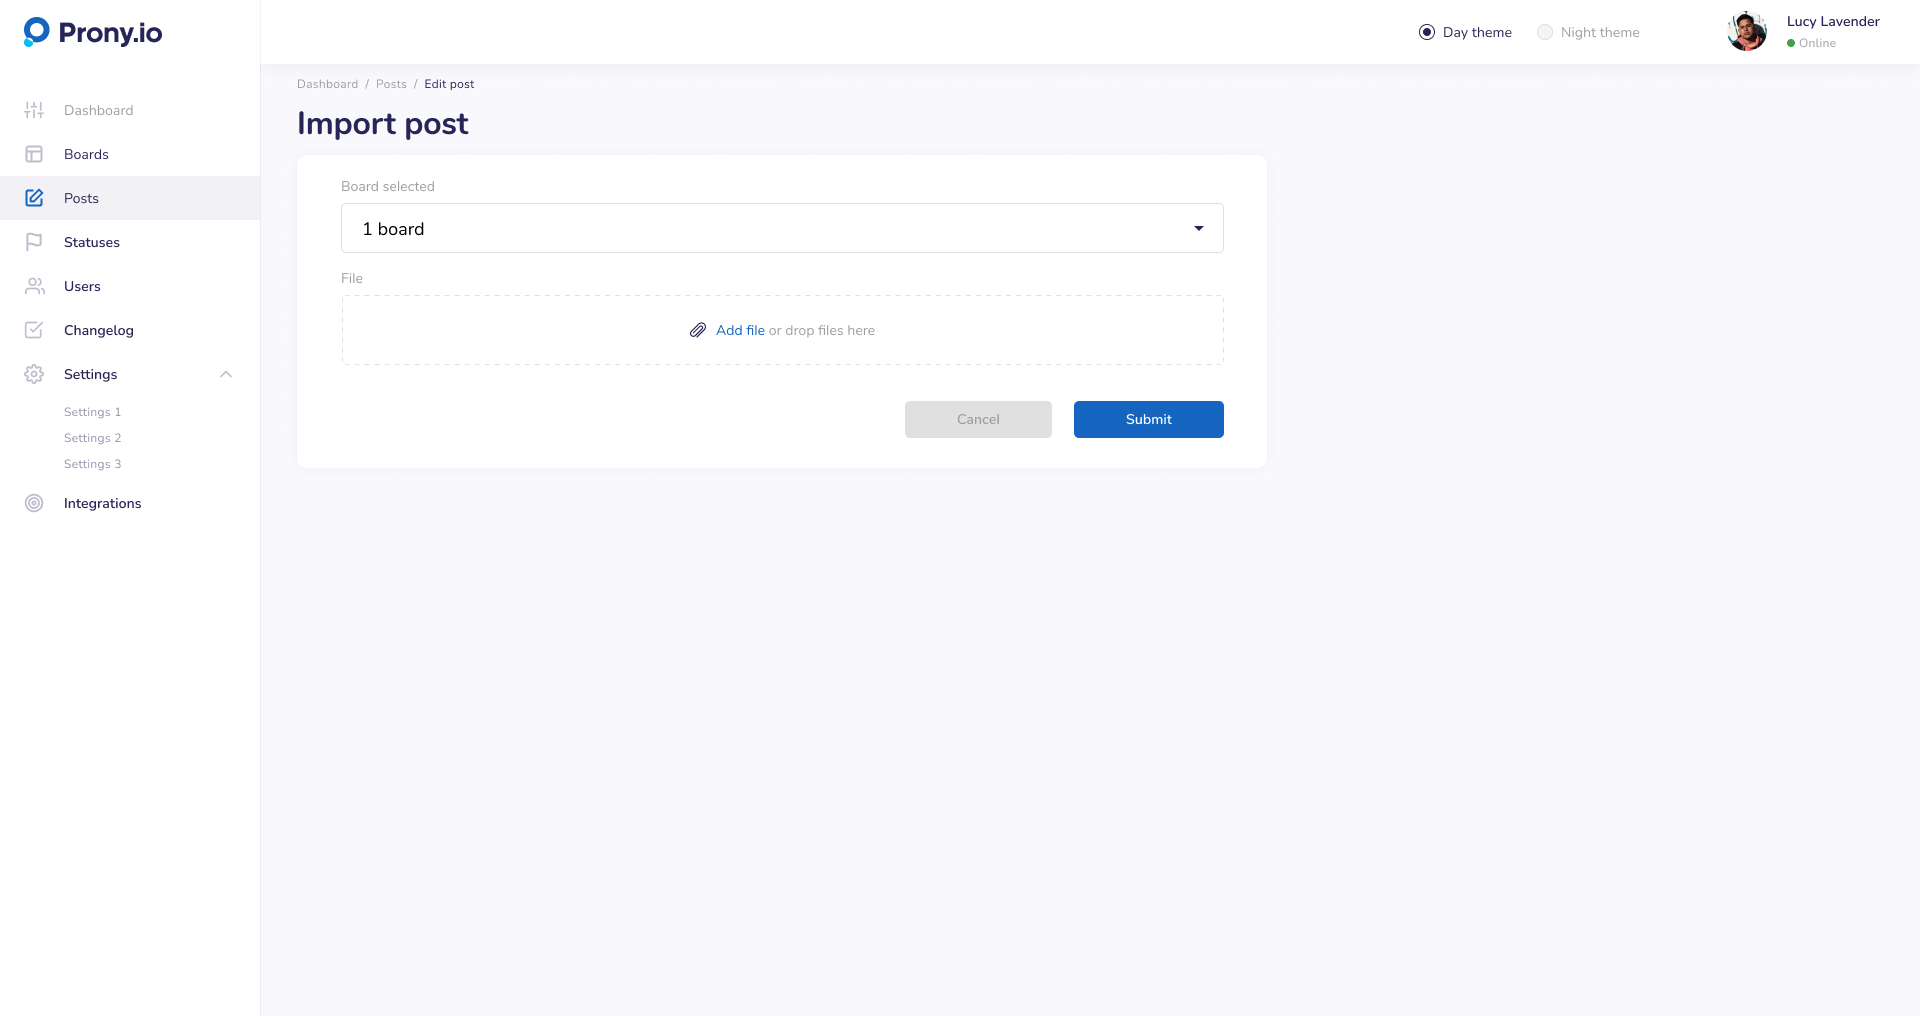 Prony.io
Day theme
Night theme
Lucy Lavender
Online
Dashboard
Boards
Posts
Statuses
Users
Changelog
Settings
Settings 1
Settings 2
Settings 3
Integrations
Dashboard / Posts / Edit post
Import post
Board selected
1 board
File
Add file or drop files here
Cancel
Submit